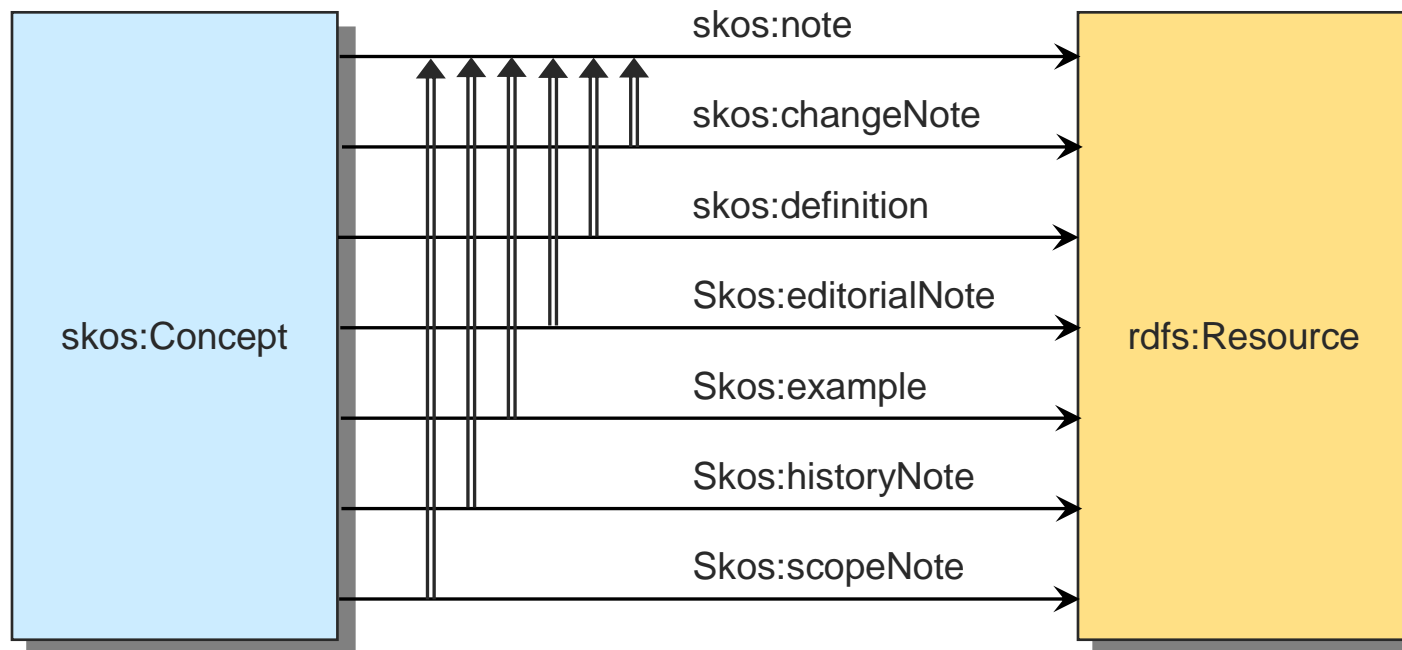 skos:note
skos:changeNote
skos:definition
Skos:editorialNote
skos:Concept
rdfs:Resource
Skos:example
Skos:historyNote
Skos:scopeNote